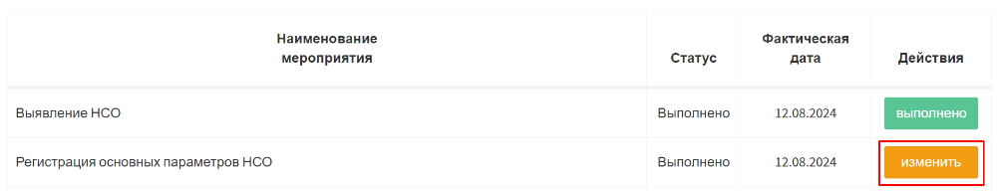 Наименование
мероприятия
Статус
Фактическая
дата
Действия
Выявление НСО
Выполнено
12.08.2024
выполнено
Регистрация основных параметров НСО
Выполнено
12.08.2024
изменить